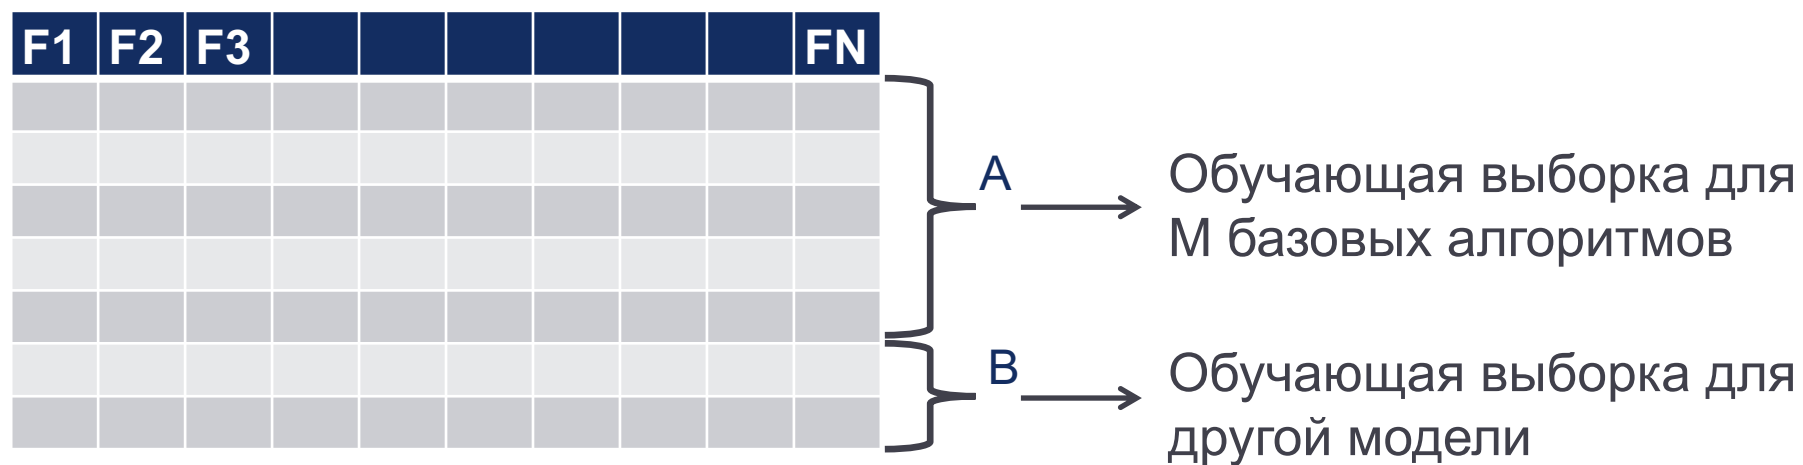 F1 F2 F3 FN
A
Обучающая выборка для
М базовых алгоритмов
B
Обучающая выборка для
другой модели